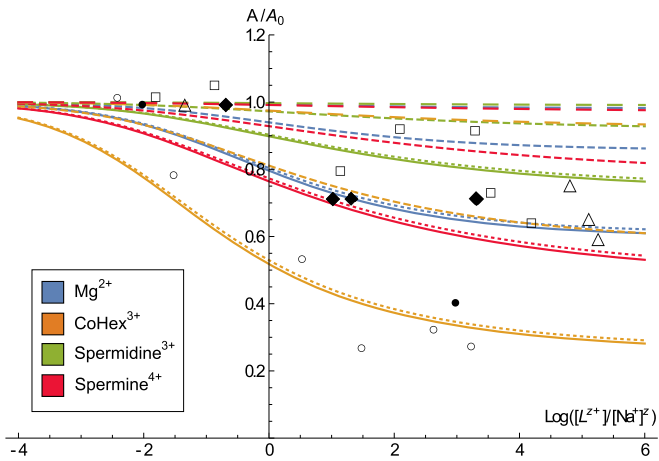 A/A₀
1.2
1.0
0.8
0.6
0.4
0.2
Mg²⁺
CoHex³⁺
Spermidine³⁺
Spermine⁴⁺
Log([Lᶻ⁺]/[Na⁺]ᶻ)
-4 -2 0 2 4 6